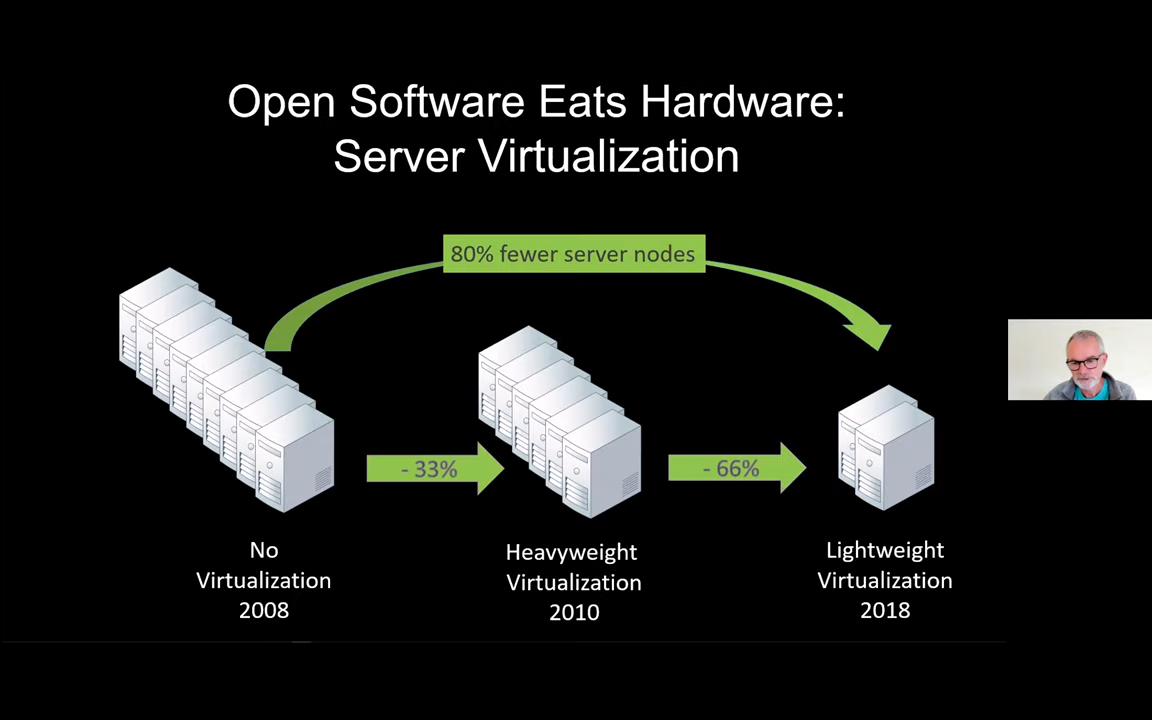 Open Software Eats Hardware:
Server Virtualization
80% fewer server nodes
- 33%
- 66%
No
Virtualization
2008
Heavyweight
Virtualization
2010
Lightweight
Virtualization
2018